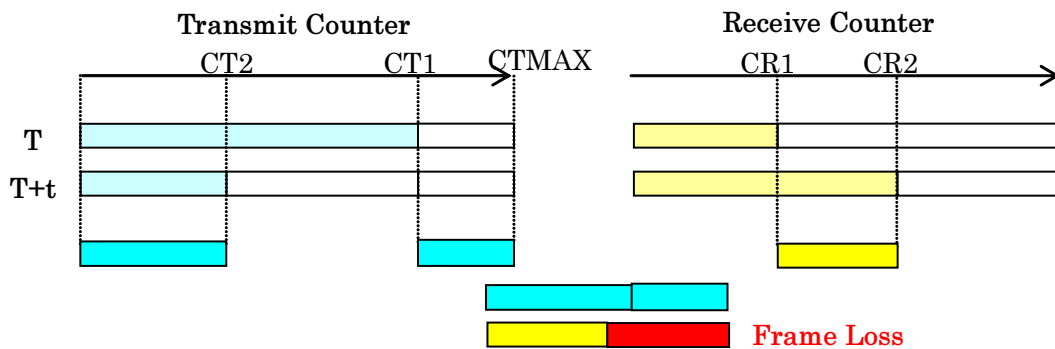 Transmit Counter
Receive Counter
CT2
CT1
CTMAX
CR1
CR2
T
T+t
Frame Loss